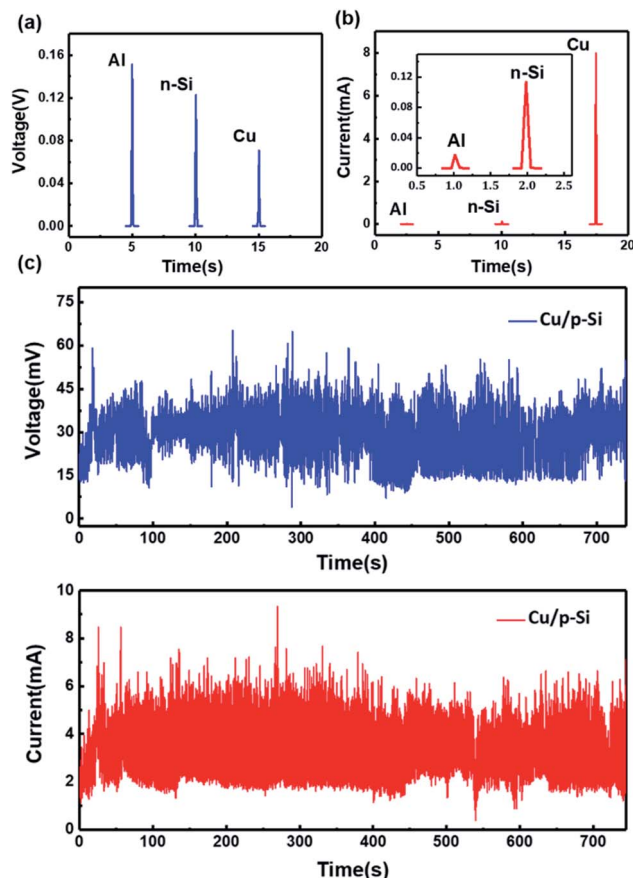 (a)
Voltage(V)
0.16
0.12
0.08
0.04
0.00
Al
n-Si
Cu
0
5
10
15
20
Time(s)
(b)
Current(mA)
8
6
4
2
0
Cu
n-Si
Al
0.12
0.08
0.04
0.00
0.5
1.0
1.5
2.0
2.5
Al
n-Si
0
5
10
15
20
Time(s)
(c)
Voltage(mV)
75
60
45
30
15
0
Cu/p-Si
0
100
200
300
400
500
600
700
Time(s)
Current(mA)
10
8
6
4
2
0
Cu/p-Si
0
100
200
300
400
500
600
700
Time(s)